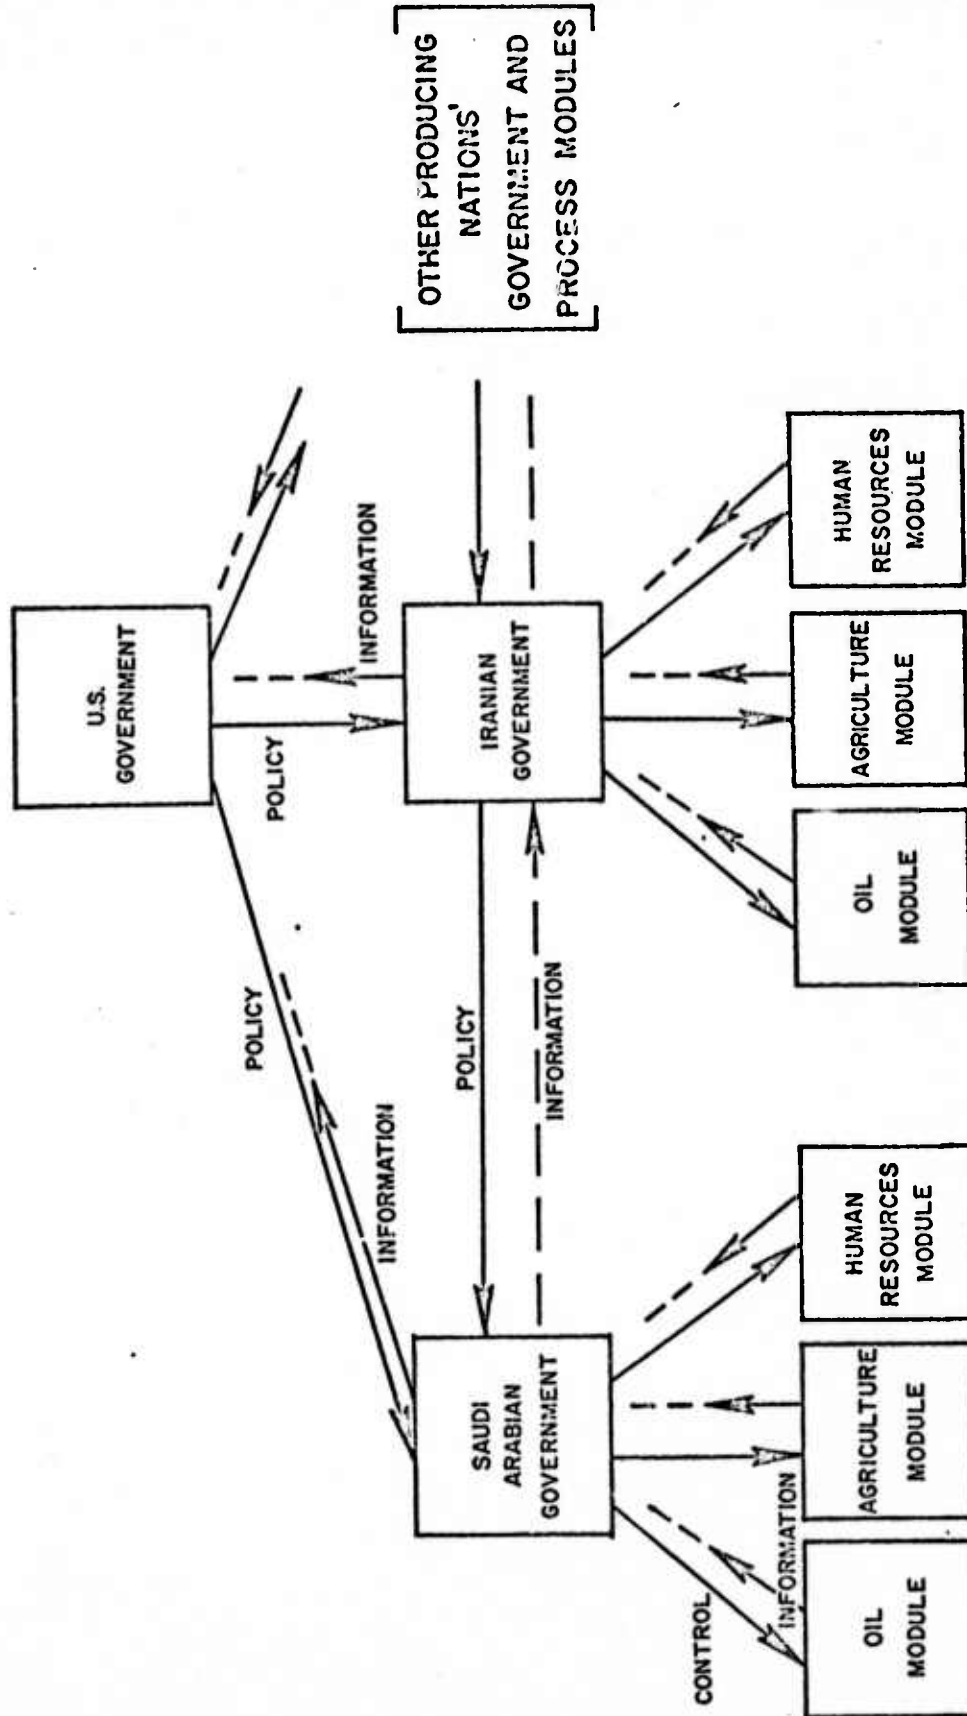 U.S.
GOVERNMENT
POLICY
POLICY
INFORMATION
INFORMATION
SAUDI
ARABIAN
GOVERNMENT
POLICY
INFORMATION
IRANIAN
GOVERNMENT
OTHER PRODUCING
NATIONS'
GOVERNMENT AND
PROCESS MODULES
CONTROL
INFORMATION
OIL
MODULE
AGRICULTURE
MODULE
HUMAN
RESOURCES
MODULE
OIL
MODULE
AGRICULTURE
MODULE
HUMAN
RESOURCES
MODULE